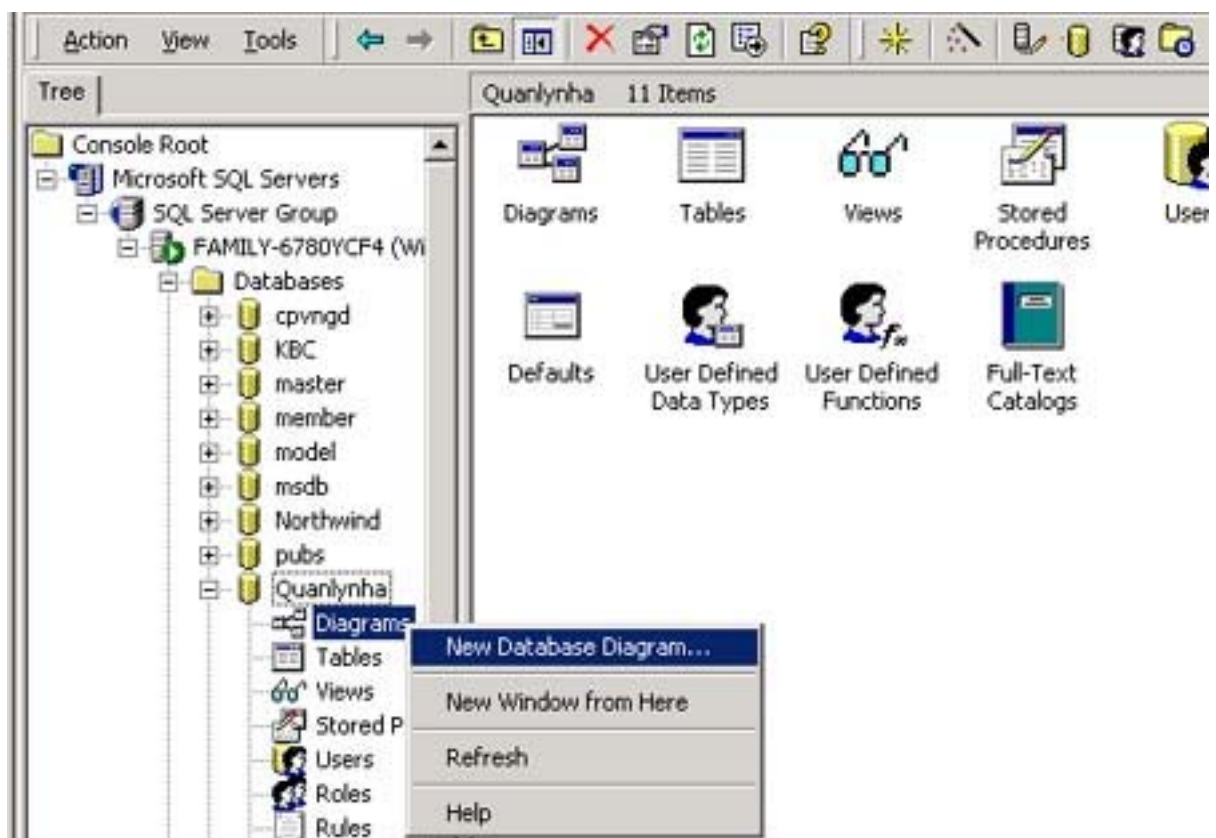 Action View Tools
Tree
Quanlynha 11 Items
Console Root
Microsoft SQL Servers
SQL Server Group
FAMILY-6780YCF4 (Wi
Databases
cpvngd
KBC
master
member
model
msdb
Northwind
pubs
Quanlynha
Diagrams
Tables
Views
Stored P
Users
Roles
Rules
New Database Diagram...
New Window from Here
Refresh
Help
Diagrams
Tables
Views
Stored Procedures
User
Defaults
User Defined Data Types
User Defined Functions
Full-Text Catalogs